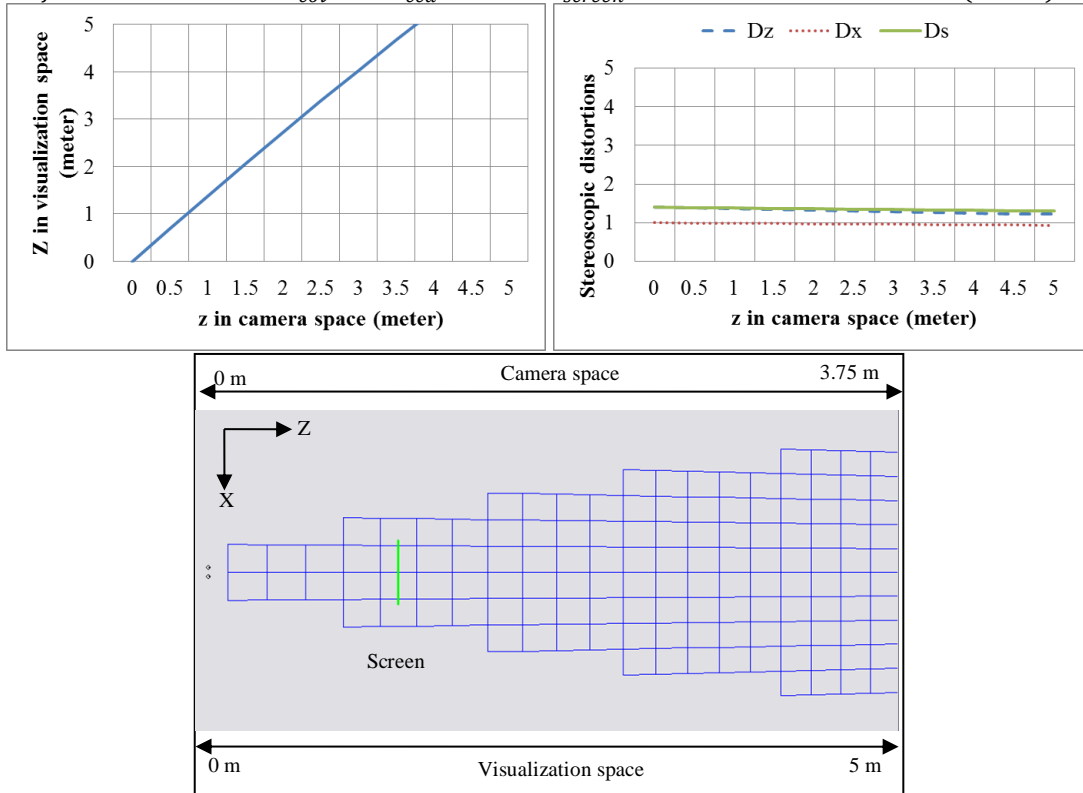 Z in visualization space
(meter)
5
4
3
2
1
0
0 0.5 1 1.5 2 2.5 3 3.5 4 4.5 5
z in camera space (meter)
Dz Dx Ds
Stereoscopic distortions
5
4
3
2
1
0
0 0.5 1 1.5 2 2.5 3 3.5 4 4.5 5
z in camera space (meter)
0 m Camera space 3.75 m
Z
X
Screen
0 m Visualization space 5 m